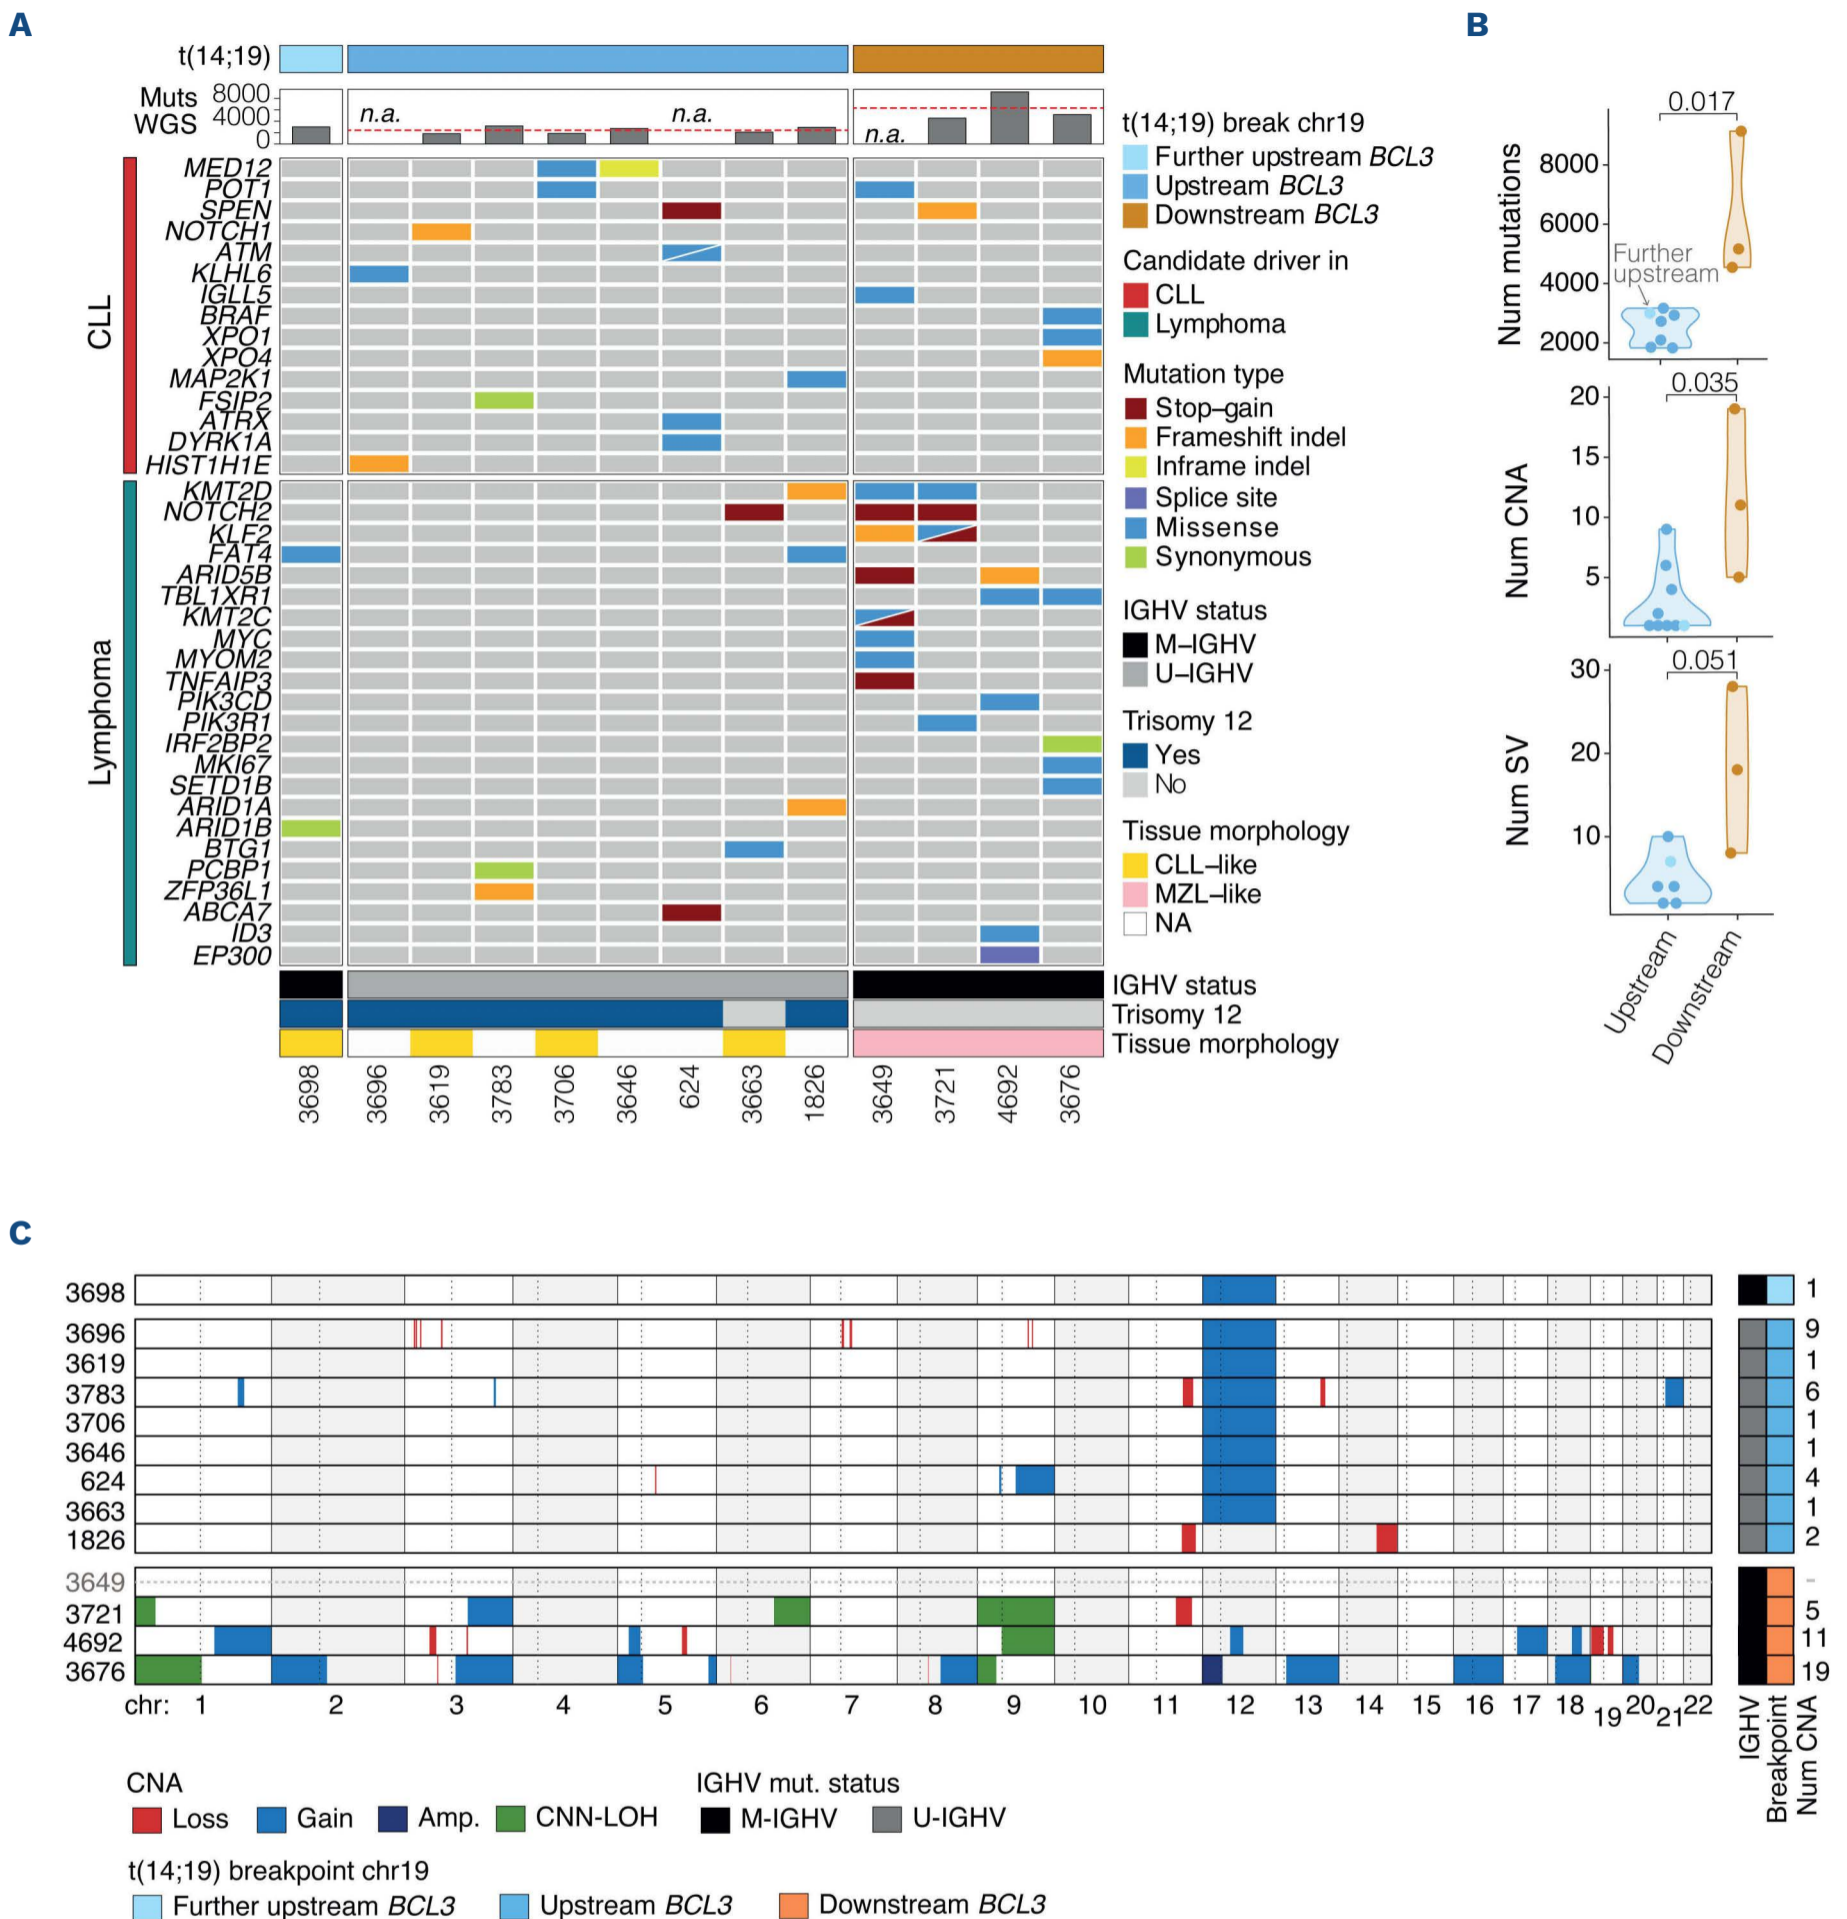 A
t(14;19)
Muts
WGS
8000
4000
0
n.a.
n.a.
n.a.
CLL
MED12
POT1
SPEN
NOTCH1
ATM
KLHL6
IGLL5
BRAF
XPO1
XPO4
MAP2K1
FSIP2
ATRX
DYRK1A
HIST1H1E
Lymphoma
KMT2D
NOTCH2
KLF2
FAT4
ARID5B
TBL1XR1
KMT2C
MYC
MYOM2
TNFAIP3
PIK3CD
PIK3R1
IRF2BP2
MKI67
SETD1B
ARID1A
ARID1B
BTG1
PCBP1
ZFP36L1
ABCA7
ID3
EP300
IGHV status
Trisomy 12
Tissue morphology
3698 3696 3619 3783 3706 3646 624 3663 1826 3649 3721 4692 3676
t(14;19) break chr19
Further upstream BCL3
Upstream BCL3
Downstream BCL3
Candidate driver in
CLL
Lymphoma
Mutation type
Stop–gain
Frameshift indel
Inframe indel
Splice site
Missense
Synonymous
IGHV status
M–IGHV
U–IGHV
Trisomy 12
Yes
No
Tissue morphology
CLL–like
MZL–like
NA
B
0.017
Num mutations
8000
6000
4000
2000
Further
upstream
0.035
Num CNA
20
15
10
5
0.051
Num SV
30
20
10
Upstream
Downstream
C
3698 1
3696 9
3619 1
3783 6
3706 1
3646 1
624 4
3663 1
1826 2
3649 -
3721 5
4692 11
3676 19
chr: 1 2 3 4 5 6 7 8 9 10 11 12 13 14 15 16 17 18 19 20 21 22
IGHV
Breakpoint
Num CNA
CNA
Loss Gain Amp. CNN-LOH
IGHV mut. status
M-IGHV U-IGHV
t(14;19) breakpoint chr19
Further upstream BCL3 Upstream BCL3 Downstream BCL3